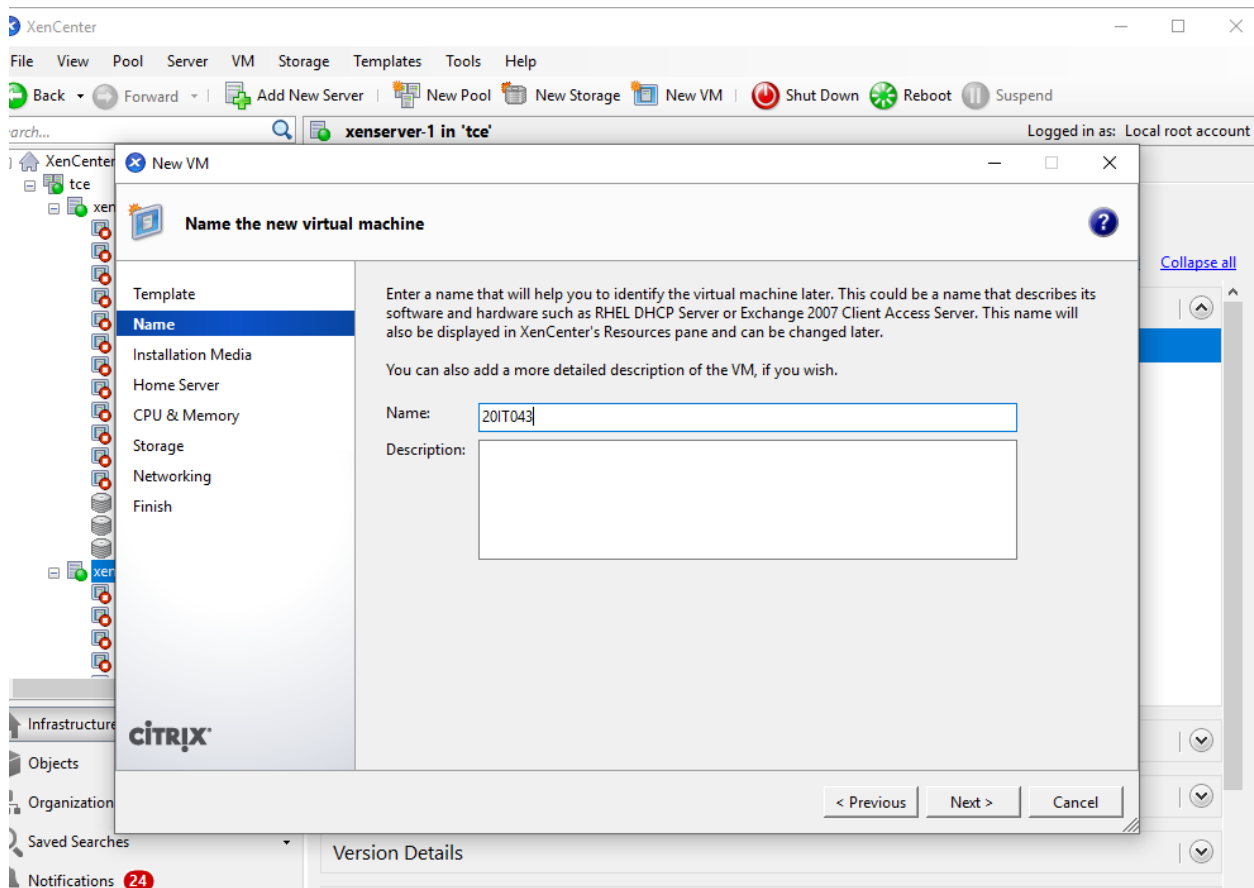 XenCenter
File View Pool Server VM Storage Templates Tools Help
Back Forward Add New Server New Pool New Storage New VM Shut Down Reboot Suspend
earch... xenserver-1 in 'tce' Logged in as: Local root account
XenCenter
tce
xen
xen
New VM
Name the new virtual machine
Collapse all
Template
Name
Installation Media
Home Server
CPU & Memory
Storage
Networking
Finish
Enter a name that will help you to identify the virtual machine later. This could be a name that describes its
software and hardware such as RHEL DHCP Server or Exchange 2007 Client Access Server. This name will
also be displayed in XenCenter's Resources pane and can be changed later.
You can also add a more detailed description of the VM, if you wish.
Name: 20IT043
Description:
CİTRIX
< Previous Next > Cancel
Infrastructure
Objects
Organization
Saved Searches
Notifications 24
Version Details